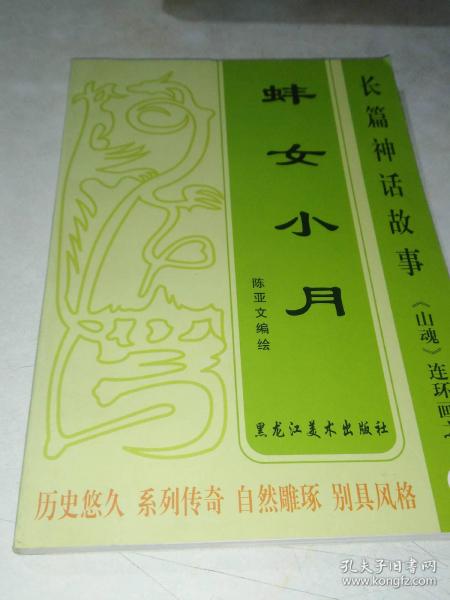 长篇神话故事
《山魂》连环画之
蚌女小月
陈亚文编绘
黑龙江美术出版社
历史悠久 系列传奇 自然雕琢 别具风格
孔夫子旧书网
www.kongfz.com